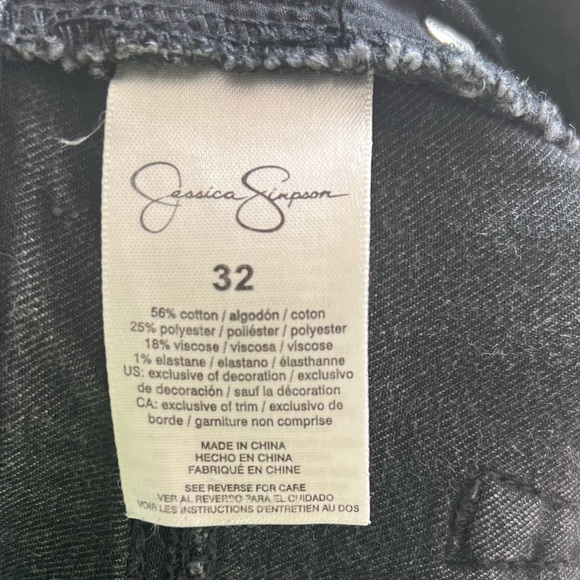 Jessica Simpson
32
56% cotton / algodón / coton
25% polyester / poliéster / polyester
18% viscose / viscosa / viscose
1% elastane / elastano / élasthanne
US: exclusive of decoration / exclusivo
de decoración / sauf la décoration
CA: exclusive of trim / exclusivo de
borde / garniture non comprise
MADE IN CHINA
HECHO EN CHINA
FABRIQUÉ EN CHINE
SEE REVERSE FOR CARE
VER AL REVERSO PARA EL CUIDADO
VOIR LES INSTRUCTIONS D'ENTRETIEN AU DOS